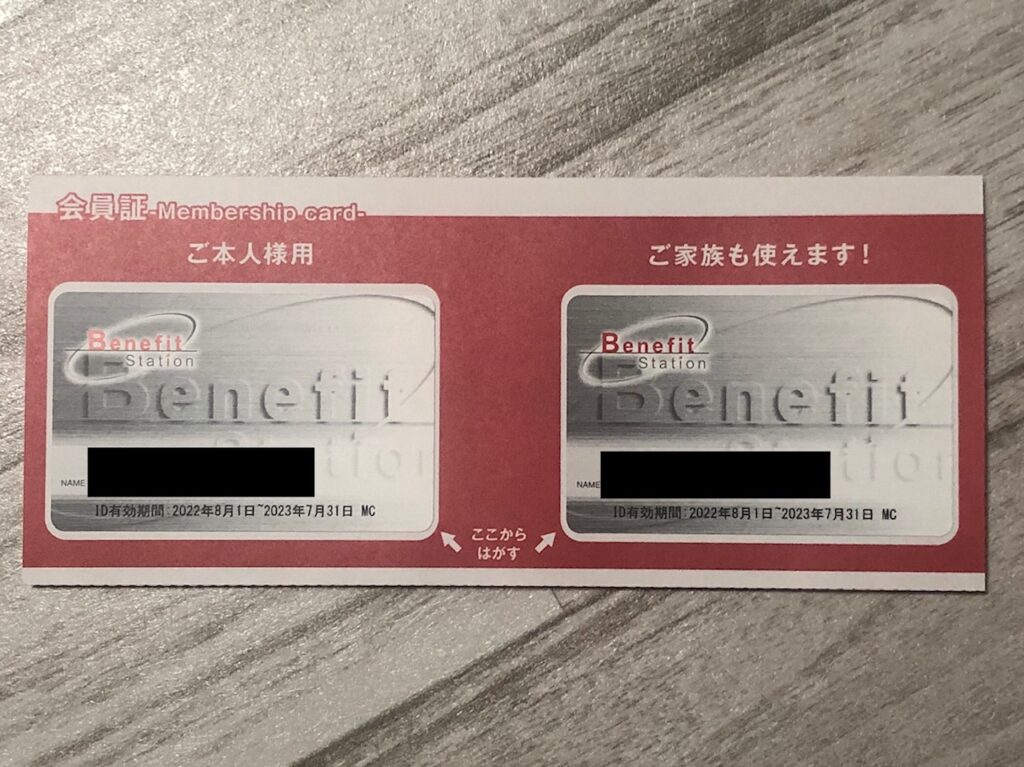 会員証-Membership card-
ご本人様用
Benefit
Station
Benefit
Station
NAME
ID有効期間:2022年8月1日~2023年7月31日 MC
ご家族も使えます!
Benefit
Station
Benefit
Station
NAME
ID有効期間:2022年8月1日~2023年7月31日 MC
ここから
はがす